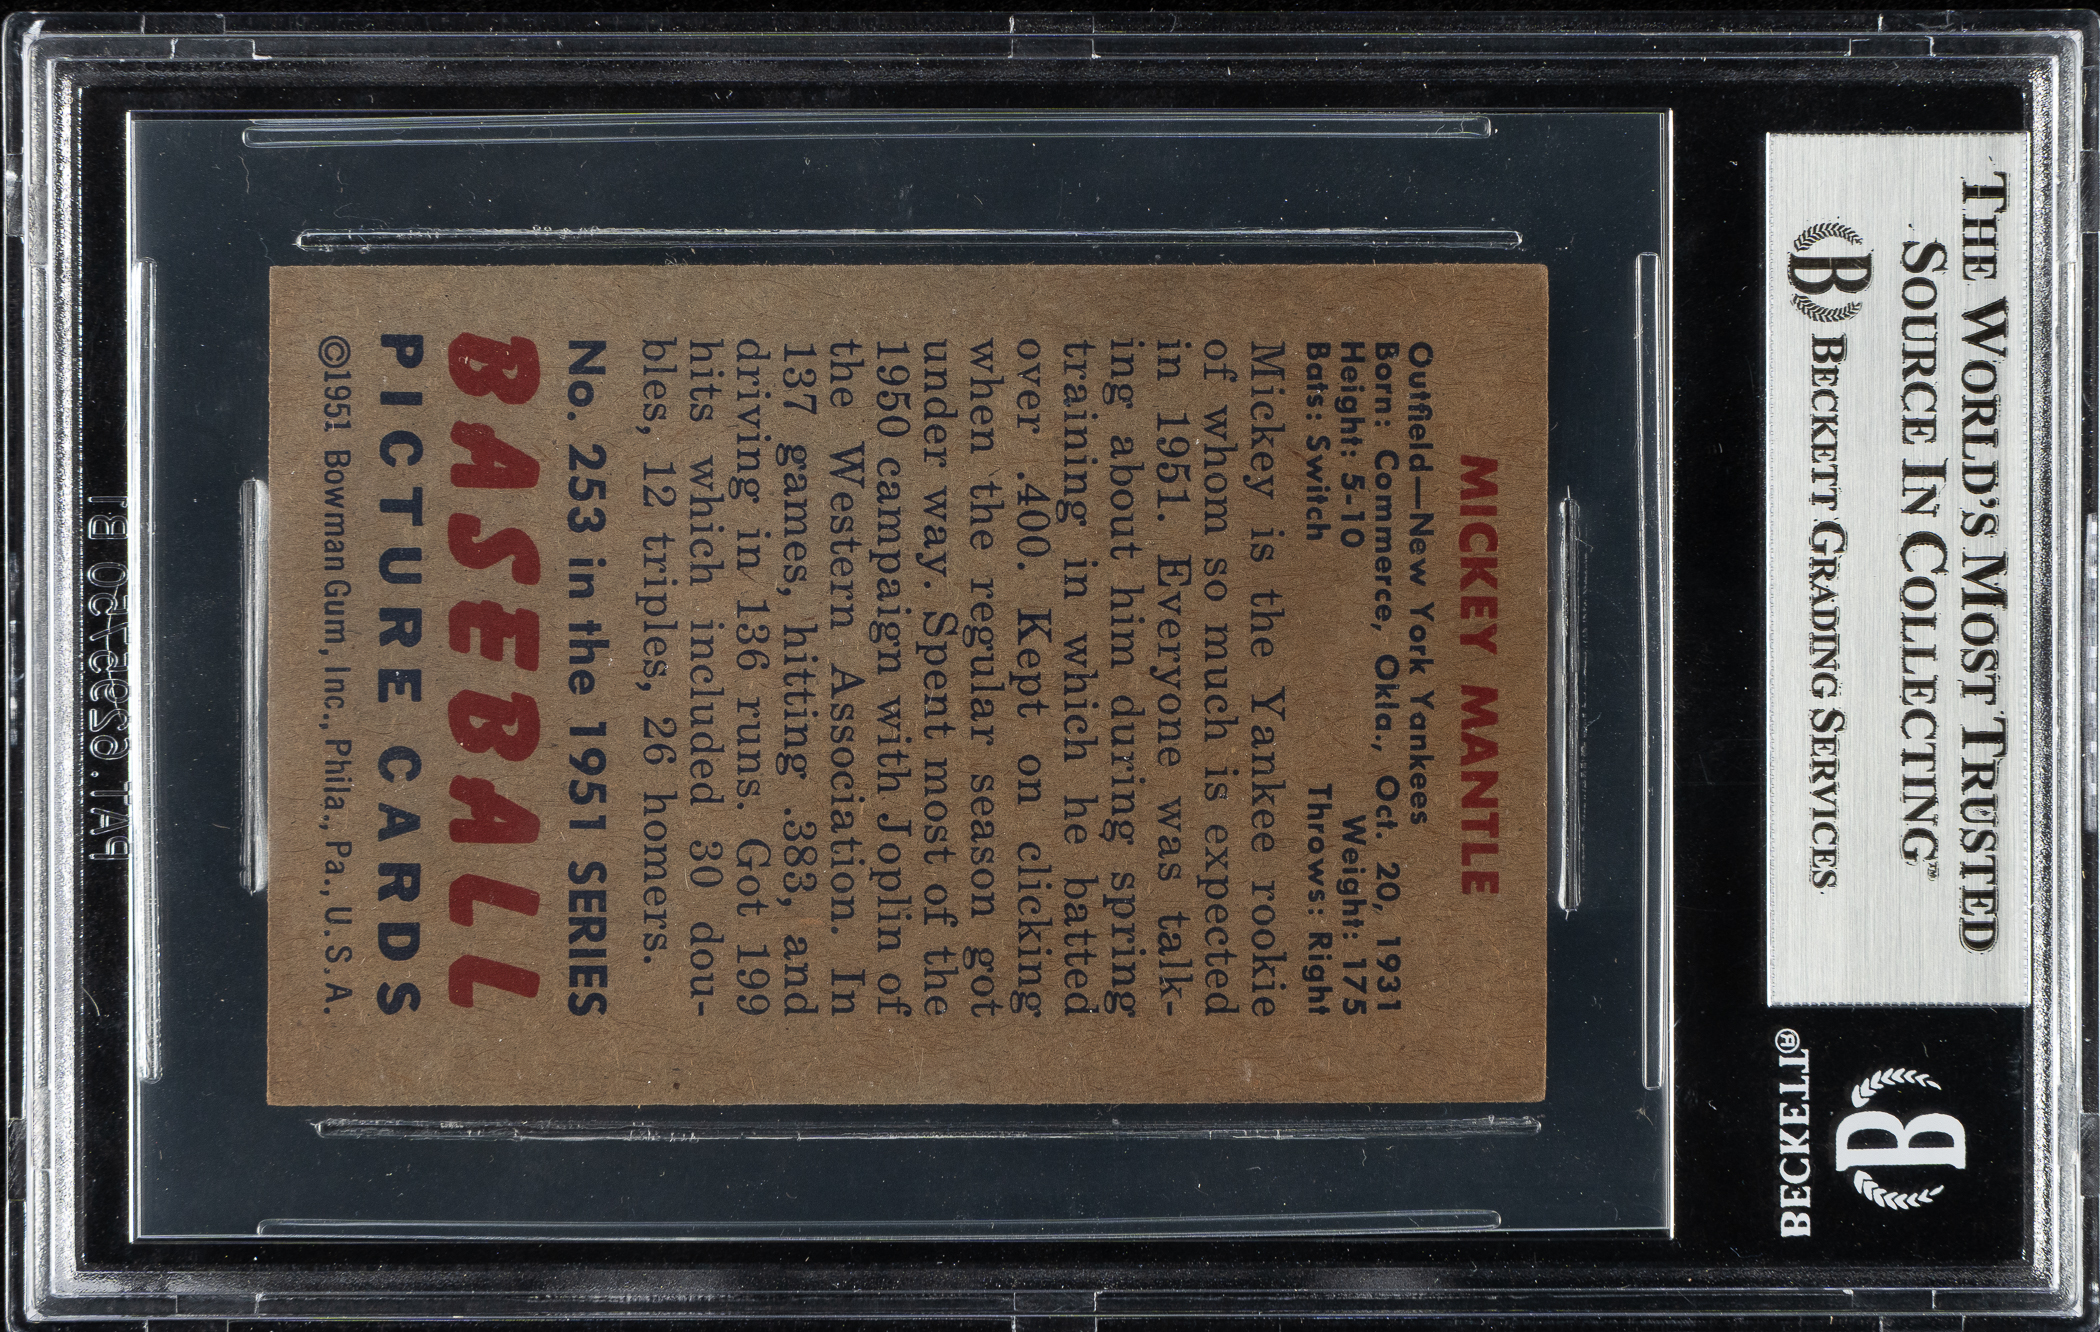 THE WORLD'S MOST TRUSTED
SOURCE IN COLLECTING
B BECKETT GRADING SERVICES
B
BECKETT®
MICKEY MANTLE
Outfield—New York Yankees
Born: Commerce, Okla., Oct. 20, 1931
Height: 5-10 Weight: 175
Bats: Switch Throws: Right
Mickey is the Yankee rookie
of whom so much is expected
in 1951. Everyone was talk-
ing about him during spring
training in which he batted
over .400. Kept on clicking
when the regular season got
under way. Spent most of the
1950 campaign with Joplin of
the Western Association. In
137 games, hitting .383, and
driving in 136 runs. Got 199
hits which included 30 dou-
bles, 12 triples, 26 homers.
No. 253 in the 1951 SERIES
BASEBALL
PICTURE CARDS
©1951 Bowman Gum, Inc., Phila., Pa., U. S. A.